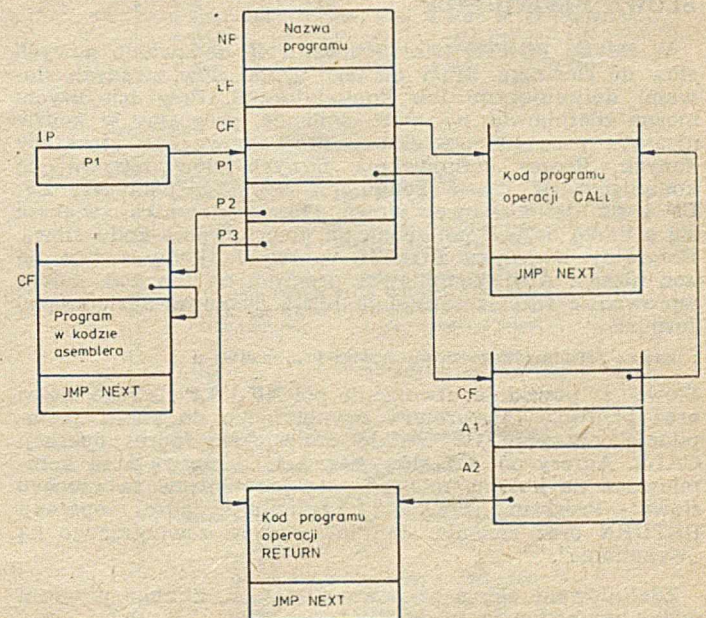 NF
Nazwa
programu
LF
CF
1P
P1
P1
P2
P3
Kod programu
operacji CALL
JMP NEXT
CF
Program
w kodzie
asemblera
JMP NEXT
CF
A1
A2
Kod programu
operacji
RETURN
JMP NEXT